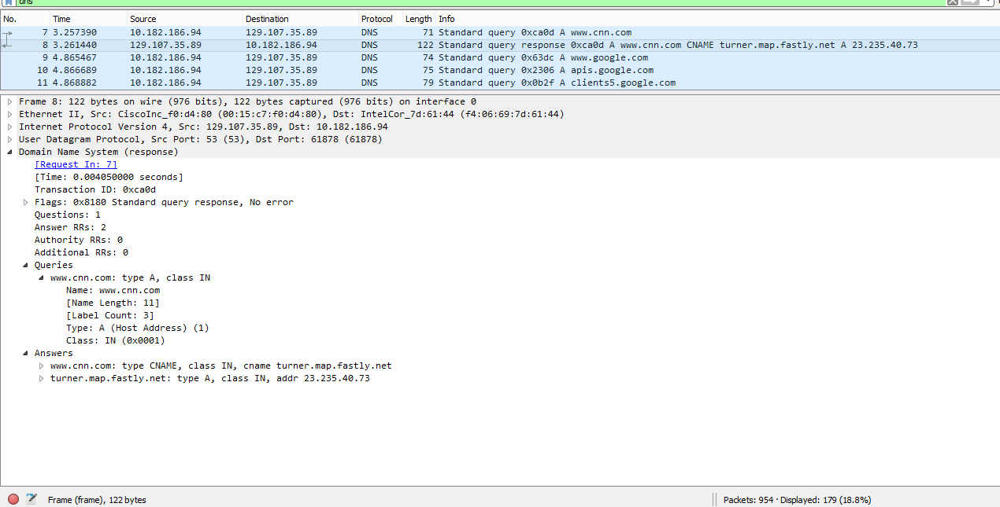 dns
No. Time Source Destination Protocol Length Info
7 3.257390 10.182.186.94 129.107.35.89 DNS 71 Standard query 0xca0d A www.cnn.com
8 3.261440 129.107.35.89 10.182.186.94 DNS 122 Standard query response 0xca0d A www.cnn.com CNAME turner.map.fastly.net A 23.235.40.73
9 4.865467 10.182.186.94 129.107.35.89 DNS 74 Standard query 0x63dc A www.google.com
10 4.866689 10.182.186.94 129.107.35.89 DNS 75 Standard query 0x2306 A apis.google.com
11 4.868882 10.182.186.94 129.107.35.89 DNS 79 Standard query 0x0b2f A clients5.google.com
Frame 8: 122 bytes on wire (976 bits), 122 bytes captured (976 bits) on interface 0
Ethernet II, Src: CiscoInc_f0:d4:80 (00:15:c7:f0:d4:80), Dst: IntelCor_7d:61:44 (f4:06:69:7d:61:44)
Internet Protocol Version 4, Src: 129.107.35.89, Dst: 10.182.186.94
User Datagram Protocol, Src Port: 53 (53), Dst Port: 61878 (61878)
Domain Name System (response)
[Request In: 7]
[Time: 0.004050000 seconds]
Transaction ID: 0xca0d
Flags: 0x8180 Standard query response, No error
Questions: 1
Answer RRs: 2
Authority RRs: 0
Additional RRs: 0
Queries
www.cnn.com: type A, class IN
Name: www.cnn.com
[Name Length: 11]
[Label Count: 3]
Type: A (Host Address) (1)
Class: IN (0x0001)
Answers
www.cnn.com: type CNAME, class IN, cname turner.map.fastly.net
turner.map.fastly.net: type A, class IN, addr 23.235.40.73
Frame (frame), 122 bytes
Packets: 954 · Displayed: 179 (18.8%)